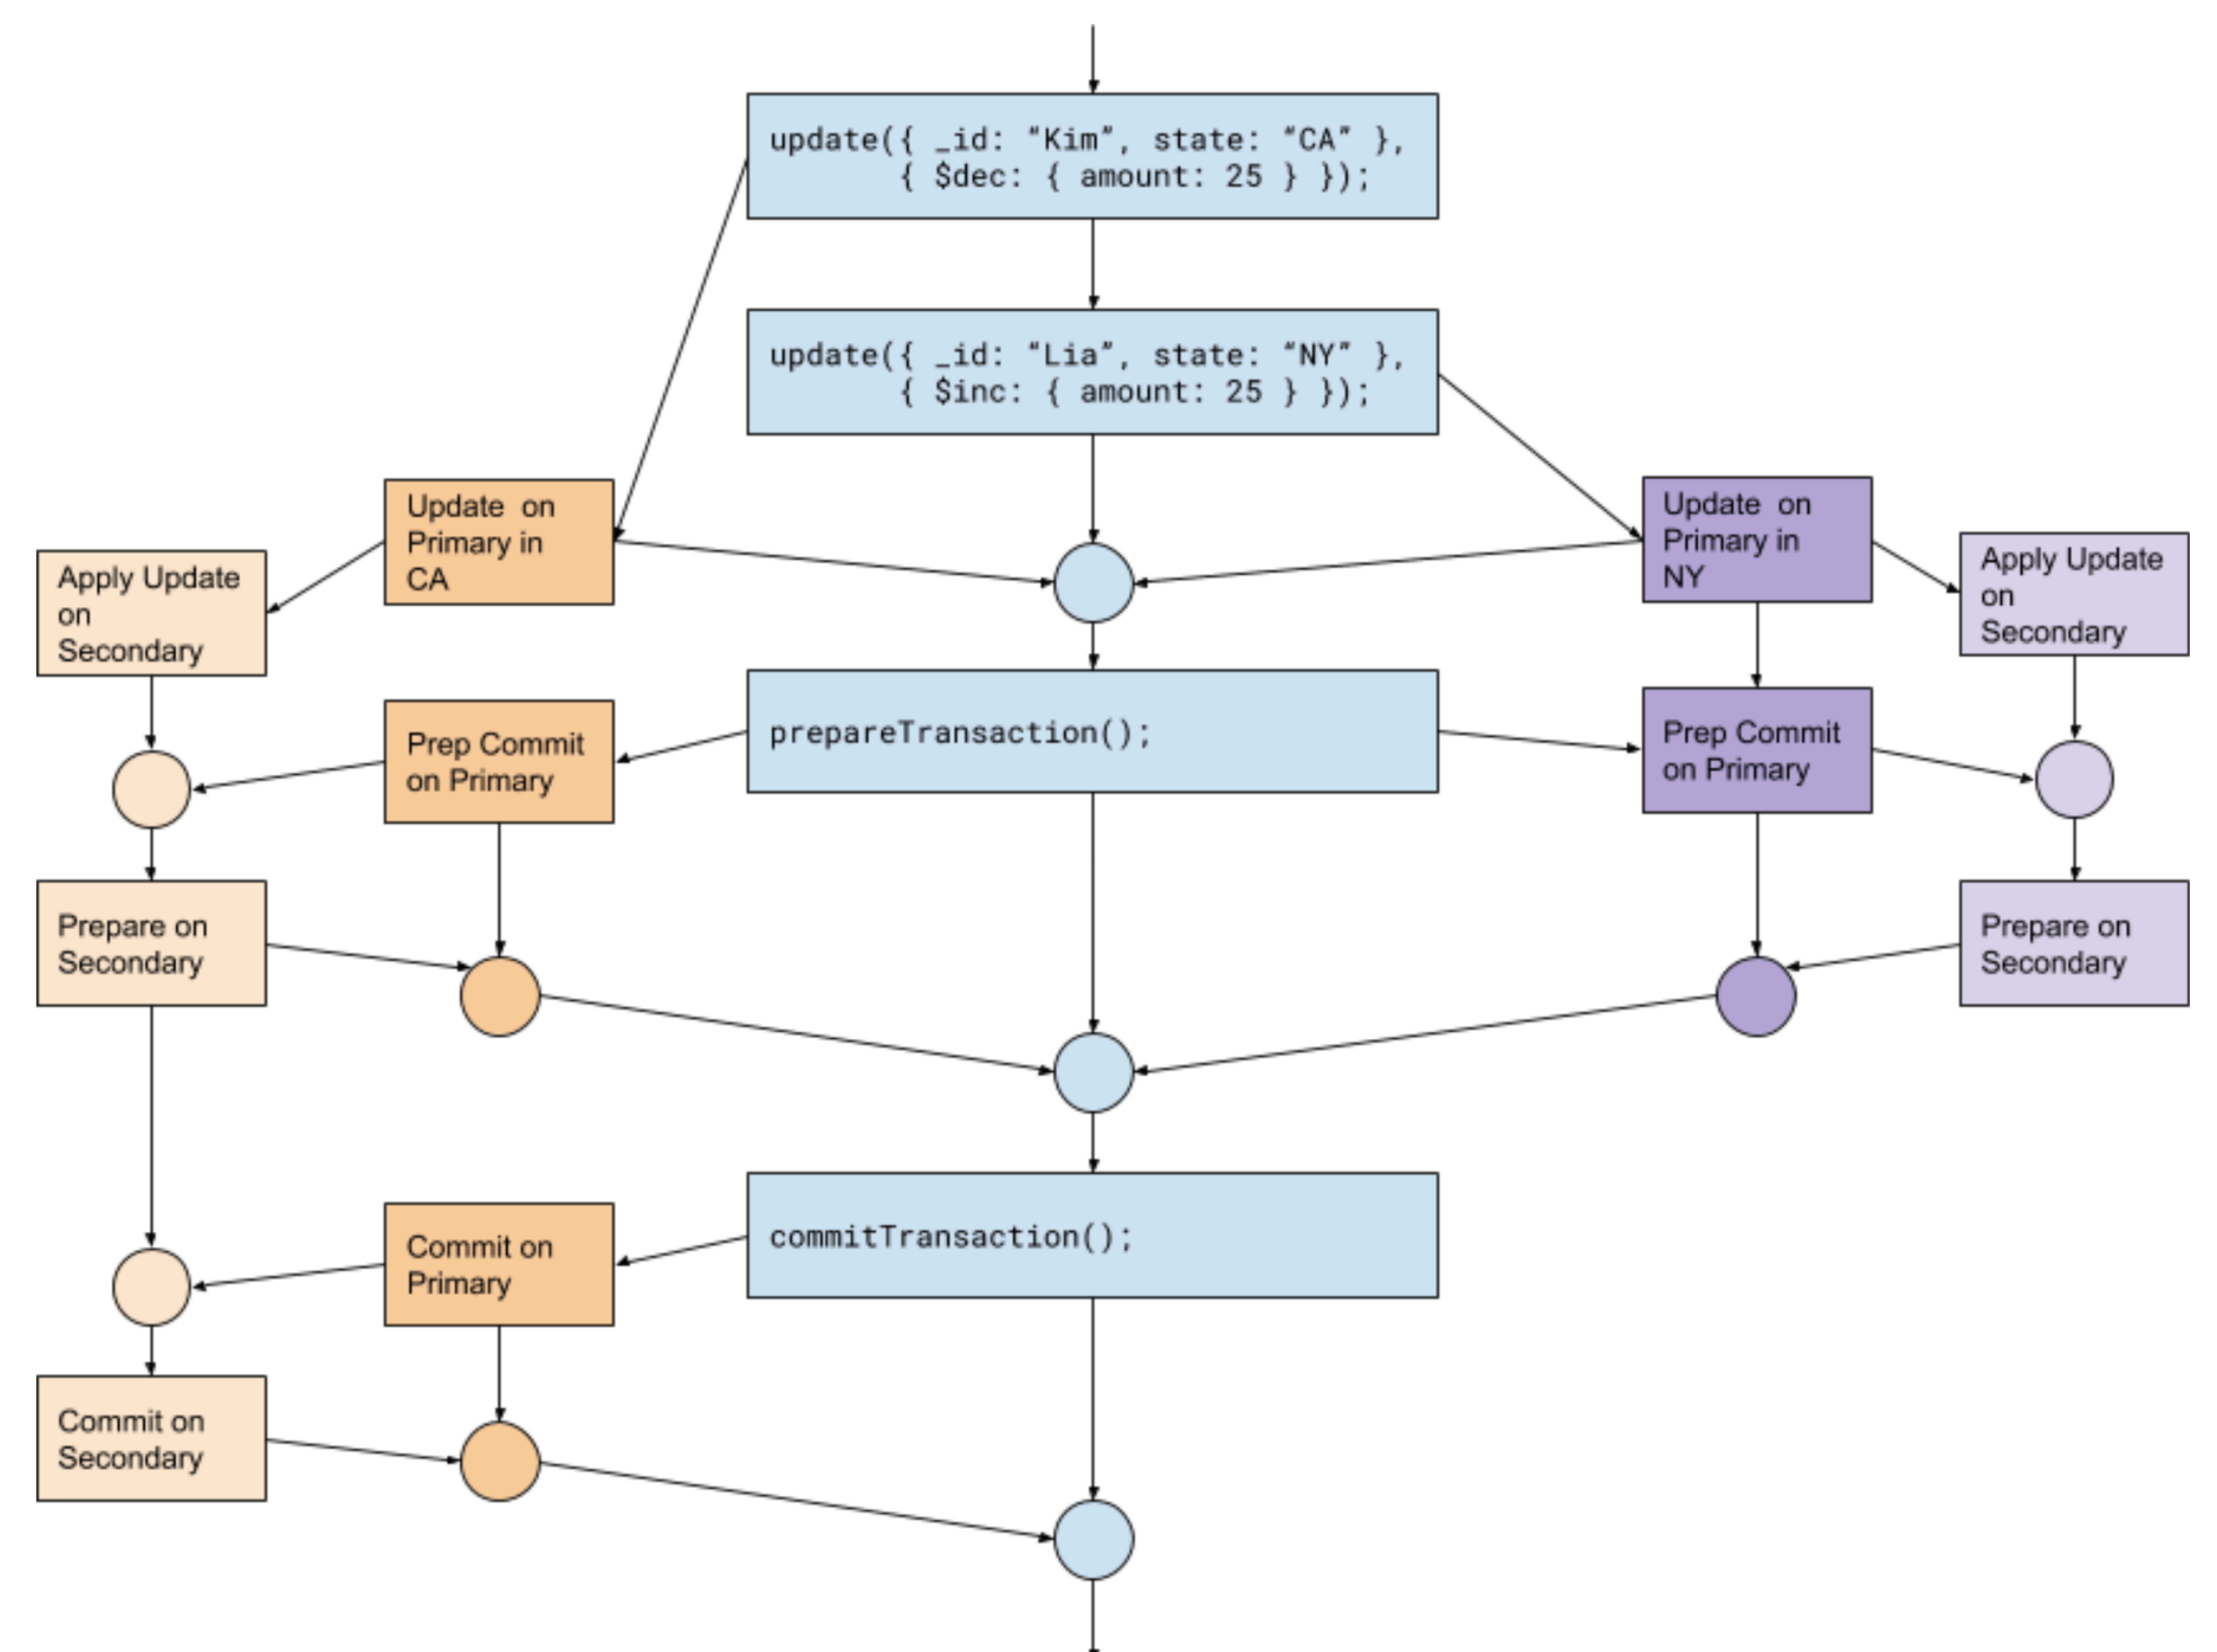 update({ _id: “Kim”, state: “CA” },
{ $dec: { amount: 25 } });
update({ _id: “Lia”, state: “NY” },
{ $inc: { amount: 25 } });
Update on
Primary in
CA
Update on
Primary in
NY
Apply Update
on
Secondary
Apply Update
on
Secondary
Prep Commit
on Primary
prepareTransaction();
Prep Commit
on Primary
Prepare on
Secondary
Prepare on
Secondary
Commit on
Primary
commitTransaction();
Commit on
Secondary